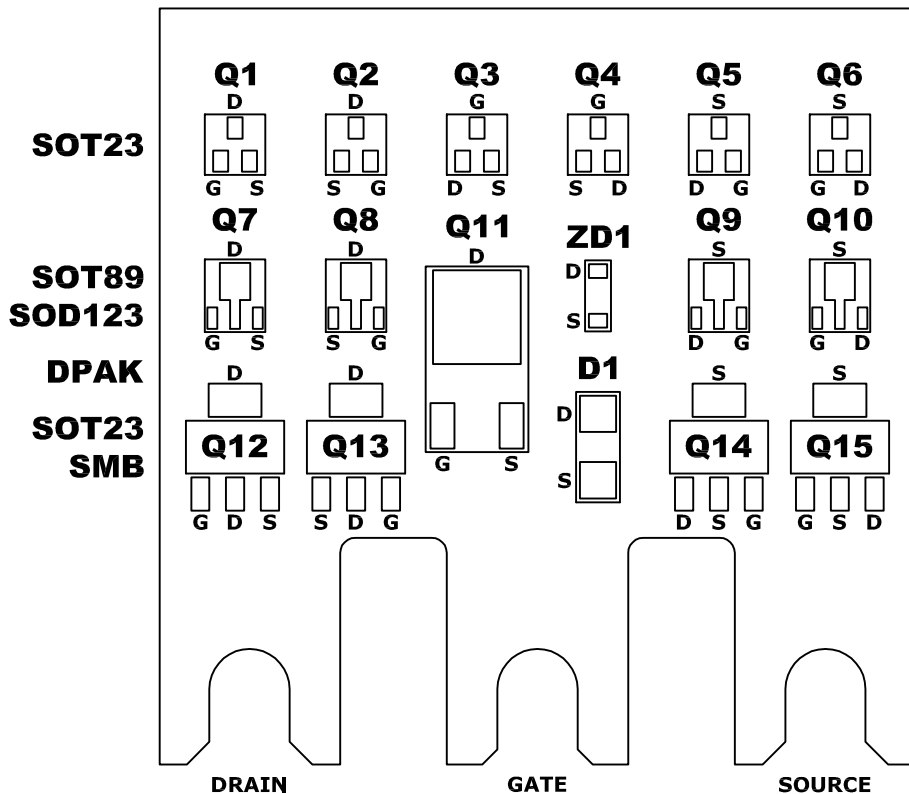 Q1 Q2 Q3 Q4 Q5 Q6
D D G G S S
SOT23
G S S G D S S D D G G D
Q7 Q8 Q11 ZD1 Q9 Q10
D D D S S
SOT89
D
SOD123
S
G S S G D G G D
DPAK
D D D1 S S
D
SOT23
Q12 Q13 Q14 Q15
SMB
G S
S
G D S S D G D S G G S D
DRAIN GATE SOURCE